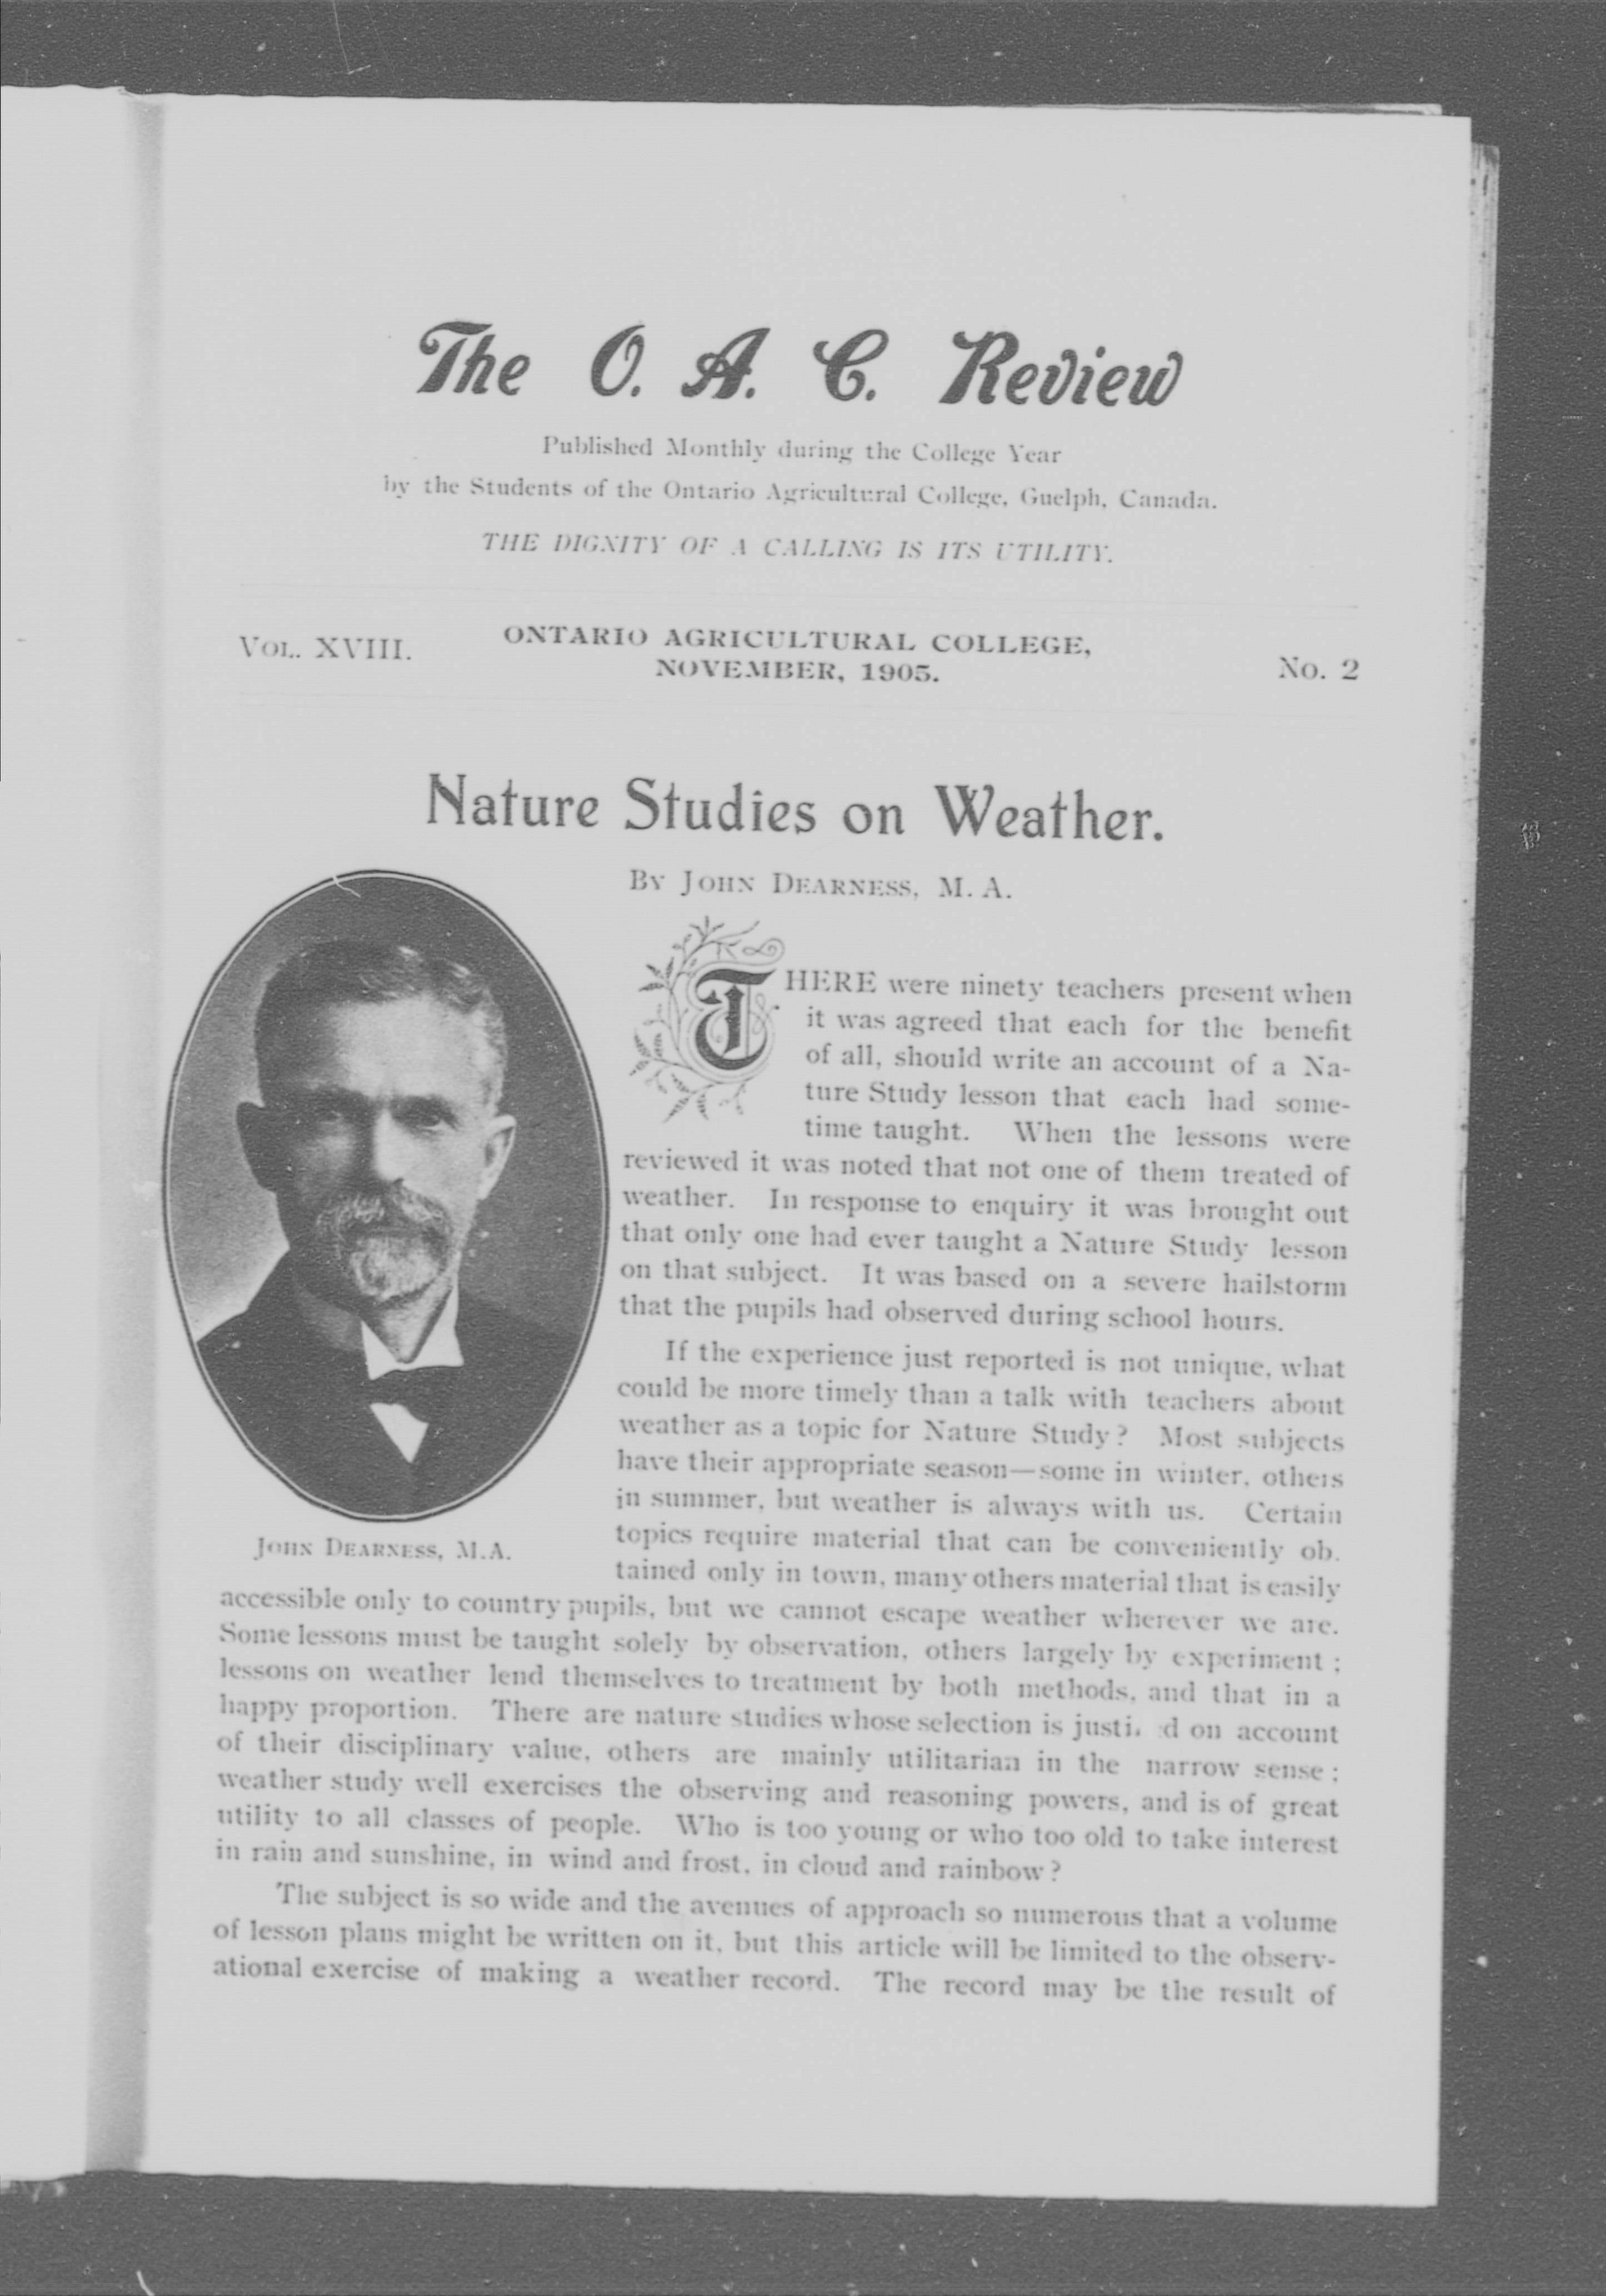 The O. A. C. Review
Published Monthly during the College Year
by the Students of the Ontario Agricultural College, Guelph, Canada.
THE DIGNITY OF A CALLING IS ITS UTILITY.
VOL. XVIII.
ONTARIO AGRICULTURAL COLLEGE,
NOVEMBER, 1905.
No. 2
Nature Studies on Weather.
By JOHN DEARNESS, M. A.
THERE were ninety teachers present when
it was agreed that each for the benefit
of all, should write an account of a Na-
ture Study lesson that each had some-
time taught. When the lessons were
reviewed it was noted that not one of them treated of
weather. In response to enquiry it was brought out
that only one had ever taught a Nature Study lesson
on that subject. It was based on a severe hailstorm
that the pupils had observed during school hours.
If the experience just reported is not unique, what
could be more timely than a talk with teachers about
weather as a topic for Nature Study? Most subjects
have their appropriate season—some in winter, others
in summer, but weather is always with us. Certain
topics require material that can be conveniently ob.
tained only in town, many others material that is easily
JOHN DEARNESS, M.A.
accessible only to country pupils, but we cannot escape weather wherever we are.
Some lessons must be taught solely by observation, others largely by experiment;
lessons on weather lend themselves to treatment by both methods, and that in a
happy proportion. There are nature studies whose selection is on account
of their disciplinary value, others are mainly utilitarian in the narrow sense;
weather study well exercises the observing and reasoning powers, and is of great
utility to all classes of people. Who is too young or who too old to take interest
in rain and sunshine, in wind and frost, in cloud and rainbow?
The subject is so wide and the avenues of approach so numerous that a volume
of lesson plans might be written on it, but this article will be limited to the observ-
ational exercise of making a weather record. The record may be the result of